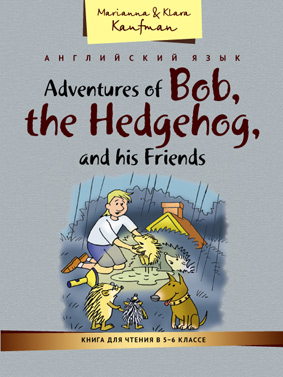 Marianna & Klara
Kaufman
АНГЛИЙСКИЙ ЯЗЫК
Adventures of Bob,
the Hedgehog,
and his Friends
КНИГА ДЛЯ ЧТЕНИЯ В 5–6 КЛАССЕ